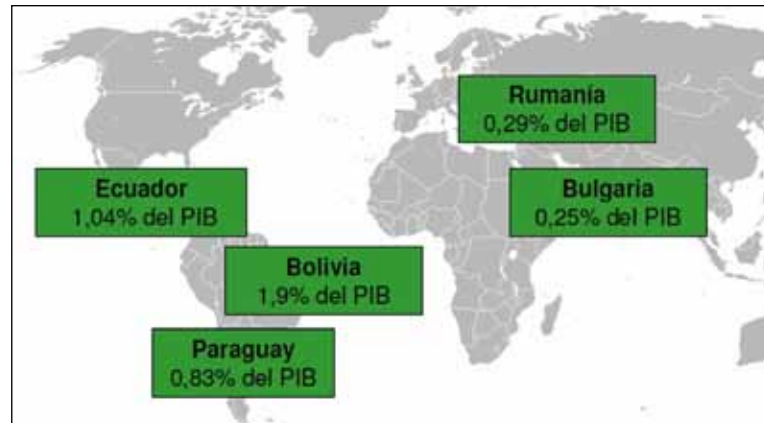 Rumanía
0,29% del PIB
Ecuador
1,04% del PIB
Bulgaria
0,25% del PIB
Bolivia
1,9% del PIB
Paraguay
0,83% del PIB